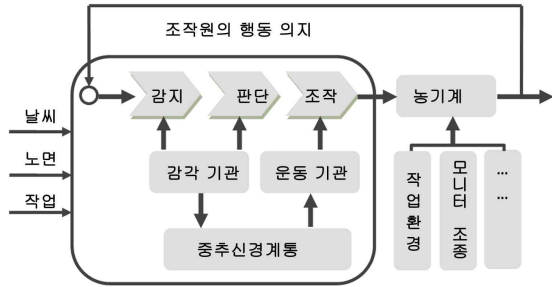 조작원의 행동 의지
감지
판단
조작
농기계
날씨
노면
작업
감각 기관
운동 기관
중추신경계통
작업환경
모니터 조종
... ...